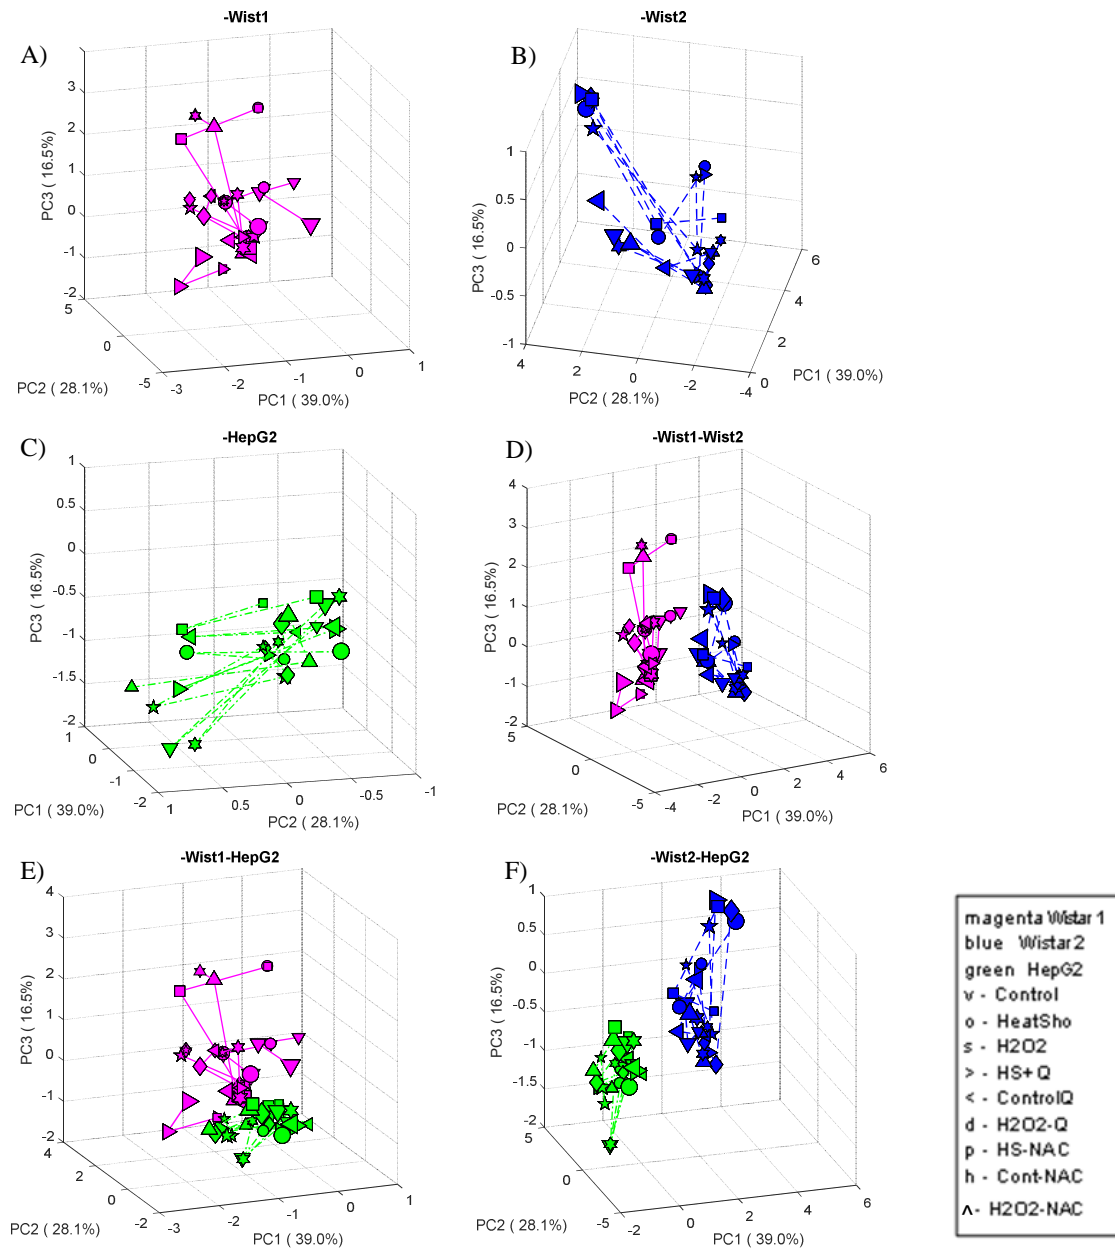 -Wist1
A)
3
2
1
0
-1
-2
PC3 ( 16.5%)
5
0
-5
PC2 ( 28.1%)
-3
-2
-1
0
1
PC1 ( 39.0%)
-Wist2
B)
1
0.5
0
-0.5
-1
PC3 ( 16.5%)
4
2
0
-2
-4
PC2 ( 28.1%)
0
2
4
6
PC1 ( 39.0%)
-HepG2
C)
1
0.5
0
-0.5
-1
-1.5
-2
PC3 ( 16.5%)
1
0
-1
-2
PC1 ( 39.0%)
1
0.5
0
-0.5
-1
PC2 ( 28.1%)
-Wist1-Wist2
D)
4
3
2
1
0
-1
-2
PC3 ( 16.5%)
5
0
-5
PC2 ( 28.1%)
-4
-2
0
2
4
6
PC1 ( 39.0%)
-Wist1-HepG2
E)
4
3
2
1
0
-1
-2
PC3 ( 16.5%)
4
2
0
-2
PC2 ( 28.1%)
-3
-2
-1
0
1
PC1 ( 39.0%)
-Wist2-HepG2
F)
1
0.5
0
-0.5
-1
-1.5
-2
PC3 ( 16.5%)
5
0
-5
PC2 ( 28.1%)
-2
0
2
4
6
PC1 ( 39.0%)
magenta Wistar 1
blue Wistar2
green HepG2
v - Control
o - HeatSho
s - H2O2
> - HS+ Q
< - ControlQ
d - H2O2-Q
p - HS-NAC
h - Cont-NAC
ʌ - H2O2-NAC